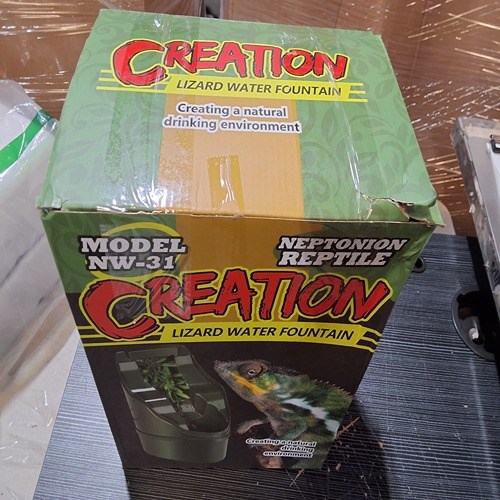 CREATION
LIZARD WATER FOUNTAIN
Creating a natural
drinking environment
MODEL
NW-31
NEPTONION
REPTILE
CREATION
LIZARD WATER FOUNTAIN
Creating a natural
drinking
environment